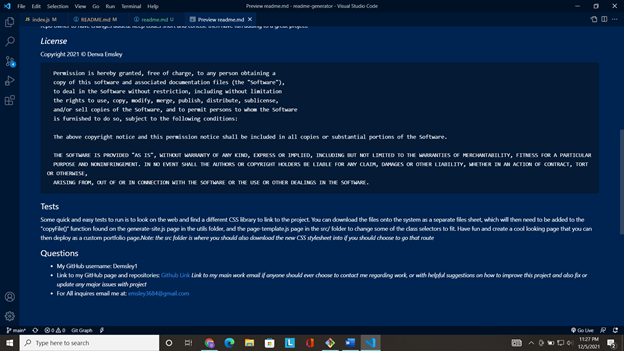 File Edit Selection View Go Run Terminal Help
Preview readme.md - readme-generator - Visual Studio Code
index.js M README.md M readme.md U Preview readme.md
License
Copyright 2021 © Denva Emsley
Permission is hereby granted, free of charge, to any person obtaining a
copy of this software and associated documentation files (the "Software"),
to deal in the Software without restriction, including without limitation
the rights to use, copy, modify, merge, publish, distribute, sublicense,
and/or sell copies of the Software, and to permit persons to whom the Software
is furnished to do so, subject to the following conditions:
The above copyright notice and this permission notice shall be included in all copies or substantial portions of the Software.
THE SOFTWARE IS PROVIDED "AS IS", WITHOUT WARRANTY OF ANY KIND, EXPRESS OR IMPLIED, INCLUDING BUT NOT LIMITED TO THE WARRANTIES OF MERCHANTABILITY, FITNESS FOR A PARTICULAR
PURPOSE AND NONINFRINGEMENT. IN NO EVENT SHALL THE AUTHORS OR COPYRIGHT HOLDERS BE LIABLE FOR ANY CLAIM, DAMAGES OR OTHER LIABILITY, WHETHER IN AN ACTION OF CONTRACT, TORT
OR OTHERWISE,
ARISING FROM, OUT OF OR IN CONNECTION WITH THE SOFTWARE OR THE USE OR OTHER DEALINGS IN THE SOFTWARE.
Tests
Some quick and easy tests to run is to look on the web and find a different CSS library to link to the project. You can download the files onto the system as a separate files sheet, which will then need to be added to the
"copyFile()" function found on the generate-site.js page in the utils folder, and the page-template.js page in the src/ folder to change some of the class selectors to fit. Have fun and create a cool looking page that you can
then deploy as a custom portfolio page.Note: the src folder is where you should also download the new CSS stylesheet into if you should choose to go that route
Questions
• My GitHub username: Demsley1
• Link to my GitHub page and repositories: Github Link Link to my main work email if anyone should ever choose to contact me regarding work, or with helpful suggestions on how to improve this project and also fix or
update any major issues with project
• For All inquires email me at: emsley3684@gmail.com
main* 0 0 Git Graph Go Live
Type here to search
11:27 PM
12/5/2021